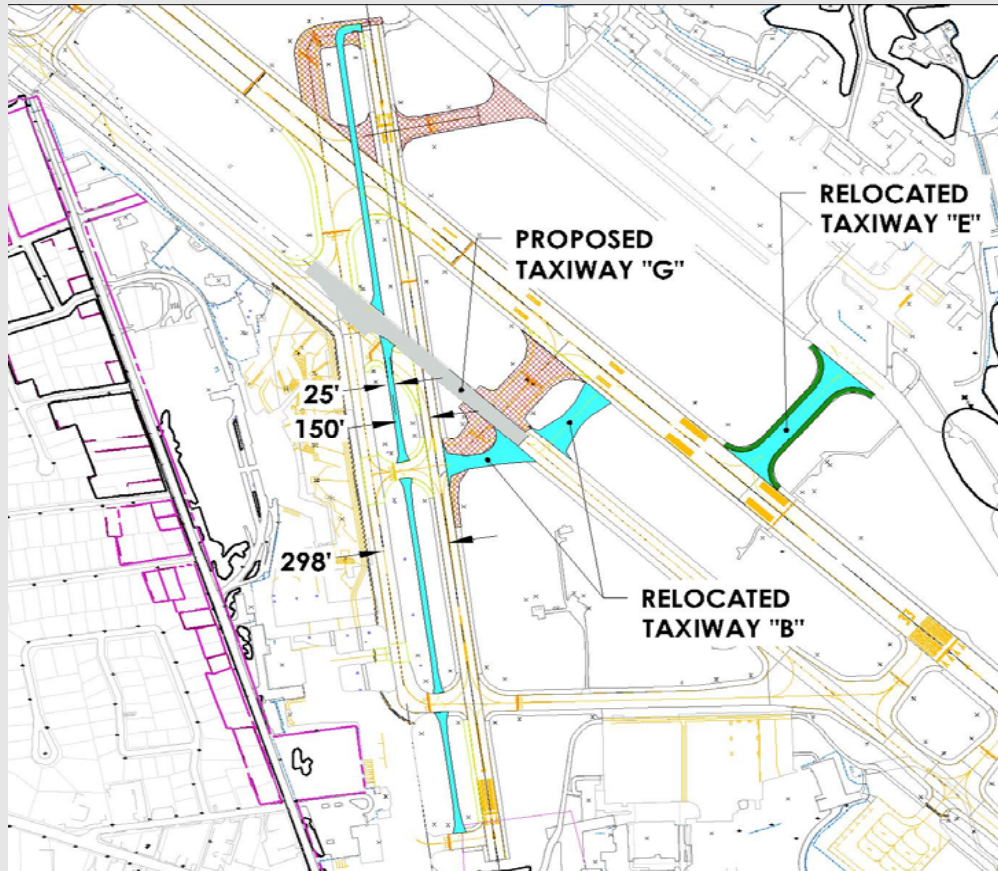 RELOCATED
TAXIWAY "E"
PROPOSED
TAXIWAY "G"
25'
150'
298'
RELOCATED
TAXIWAY "B"